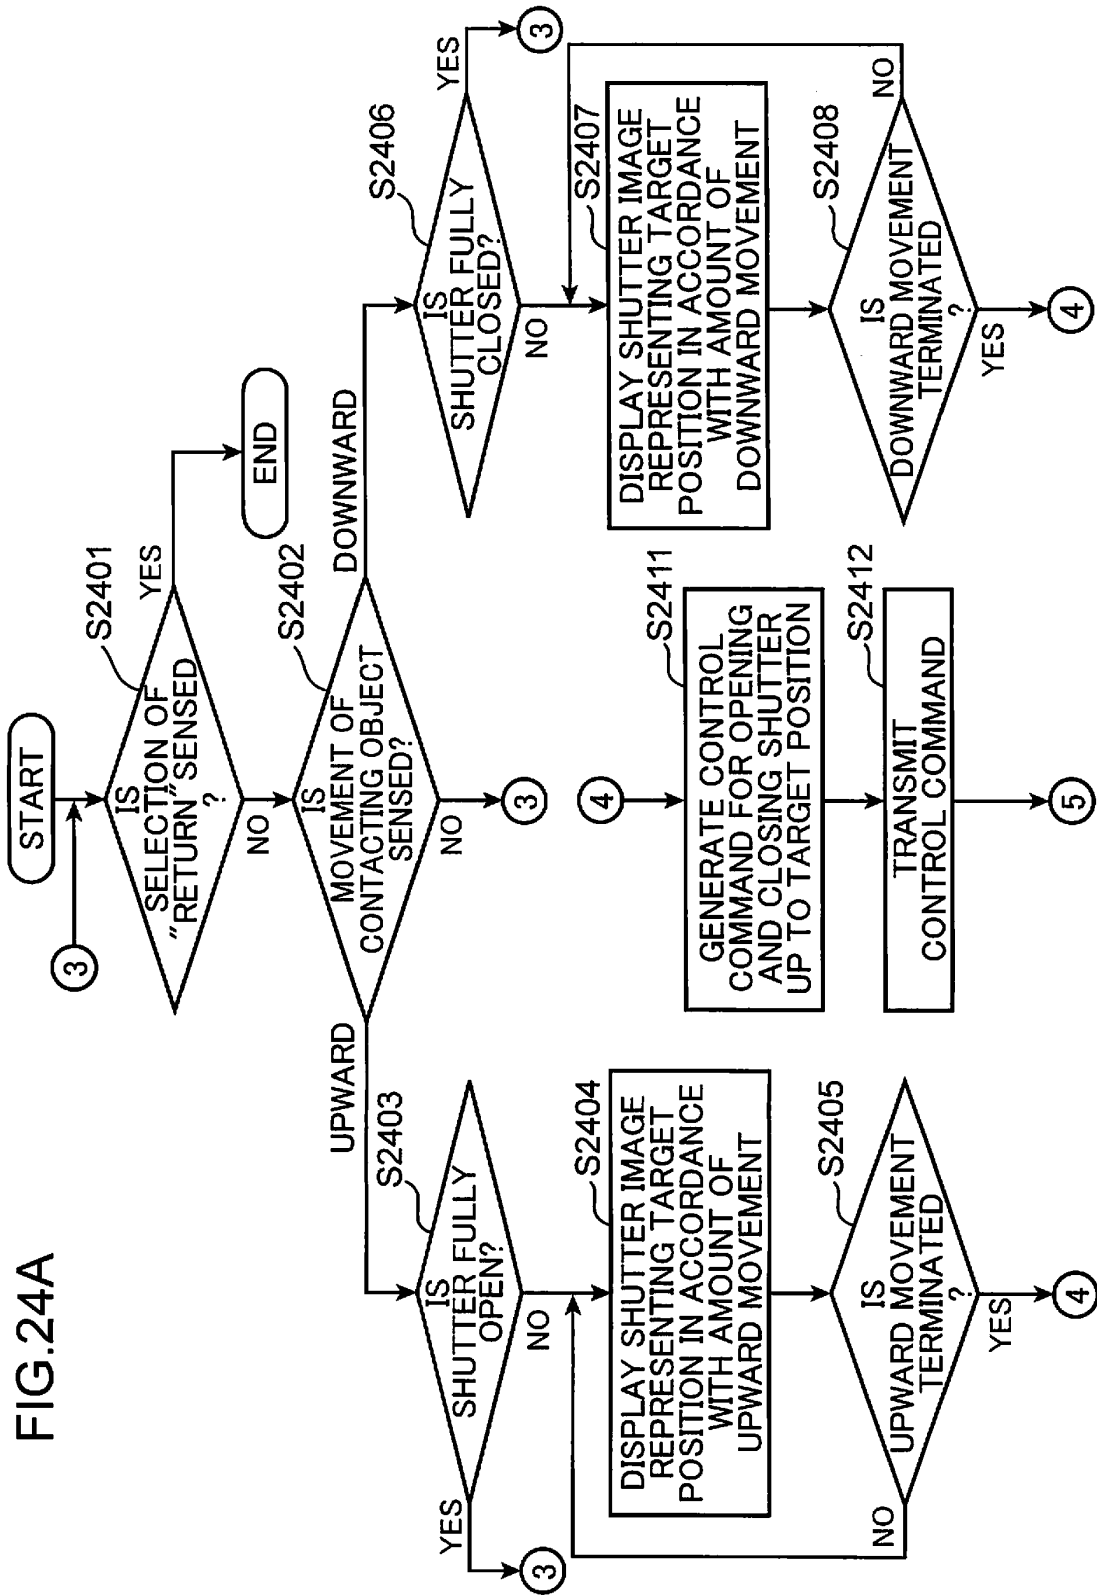 FIG.24A
START
3
S2401
IS
SELECTION OF
"RETURN" SENSED
?
YES
END
NO
S2402
IS
MOVEMENT OF
CONTACTING OBJECT
SENSED?
UPWARD
DOWNWARD
NO
3
S2403
IS
SHUTTER FULLY
OPEN?
YES
3
NO
S2404
DISPLAY SHUTTER IMAGE
REPRESENTING TARGET
POSITION IN ACCORDANCE
WITH AMOUNT OF
UPWARD MOVEMENT
S2405
IS
UPWARD MOVEMENT
TERMINATED
?
NO
YES
4
4
S2411
GENERATE CONTROL
COMMAND FOR OPENING
AND CLOSING SHUTTER
UP TO TARGET POSITION
S2412
TRANSMIT
CONTROL COMMAND
5
S2406
IS
SHUTTER FULLY
CLOSED?
YES
3
NO
S2407
DISPLAY SHUTTER IMAGE
REPRESENTING TARGET
POSITION IN ACCORDANCE
WITH AMOUNT OF
DOWNWARD MOVEMENT
S2408
IS
DOWNWARD MOVEMENT
TERMINATED
?
NO
YES
4